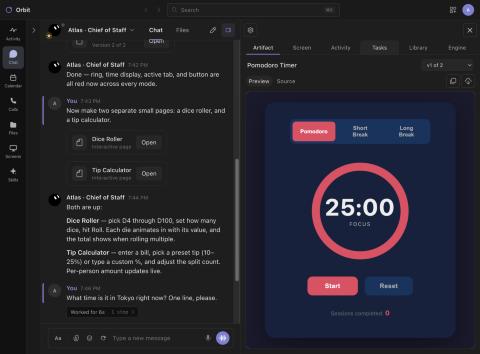 Orbit
Search
A
Activity
Chat
Calendar
Calls
Files
Screens
Skills
Atlas · Chief of Staff
Chat
Files
Version 2 of 2
Open
Atlas · Chief of Staff 7:42 PM
Done — ring, time display, active tab, and button are
all red now across every mode.
You 7:43 PM
Now make two separate small pages: a dice roller, and
a tip calculator.
Dice Roller
Interactive page
Open
Tip Calculator
Interactive page
Open
Atlas · Chief of Staff 7:44 PM
Both are up:
Dice Roller — pick D4 through D100, set how many
dice, hit Roll. Each die animates in with its value, and
the total shows when rolling multiple.
Tip Calculator — enter a bill, pick a preset tip (10–
25%) or type a custom %, and adjust the split count.
Per-person amount updates live.
You 7:46 PM
What time is it in Tokyo right now? One line, please.
Worked for 6s
Aa
Type a new message
Artifact
Screen
Activity
Tasks
Library
Engine
Pomodoro Timer
v1 of 2
Preview
Source
Pomodoro
Short
Break
Long
Break
25:00
FOCUS
Start
Reset
Sessions completed 0